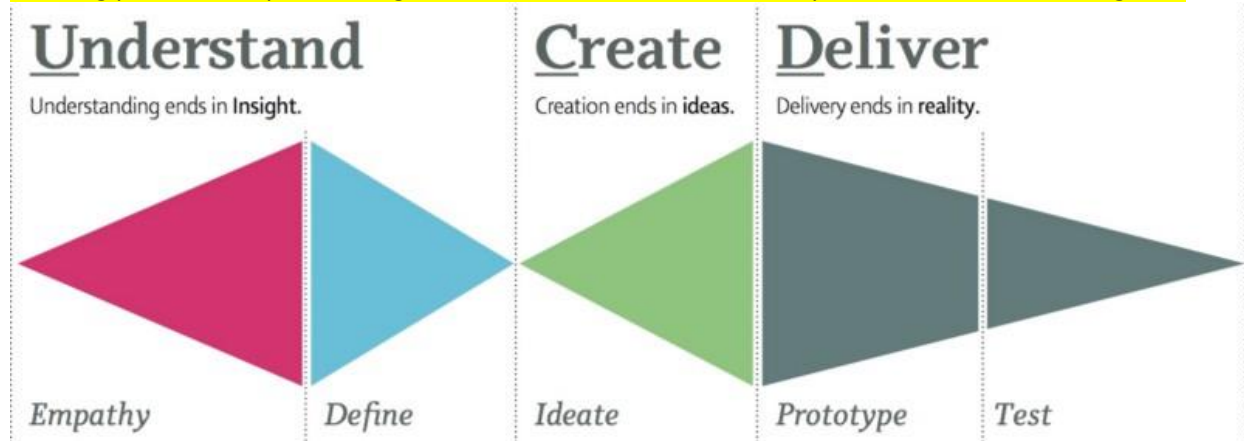 Understand
Understanding ends in Insight.
Create
Creation ends in ideas.
Deliver
Delivery ends in reality.
Empathy
Define
Ideate
Prototype
Test